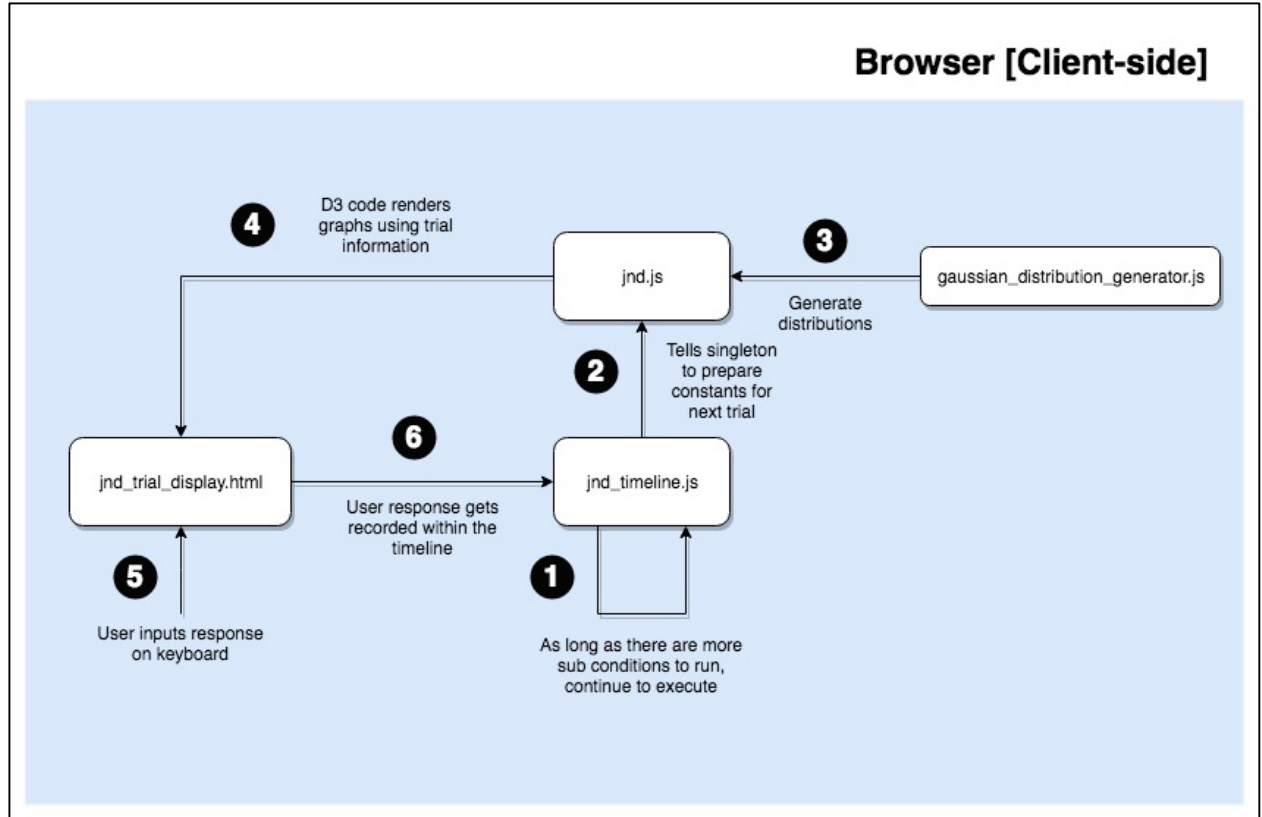 Browser [Client-side]
4
D3 code renders
graphs using trial
information
3
jnd.js
gaussian_distribution_generator.js
Generate
distributions
2
Tells singleton
to prepare
constants for
next trial
6
jnd_trial_display.html
jnd_timeline.js
User response gets
recorded within the
timeline
5
1
User inputs response
on keyboard
As long as there are more
sub conditions to run,
continue to execute